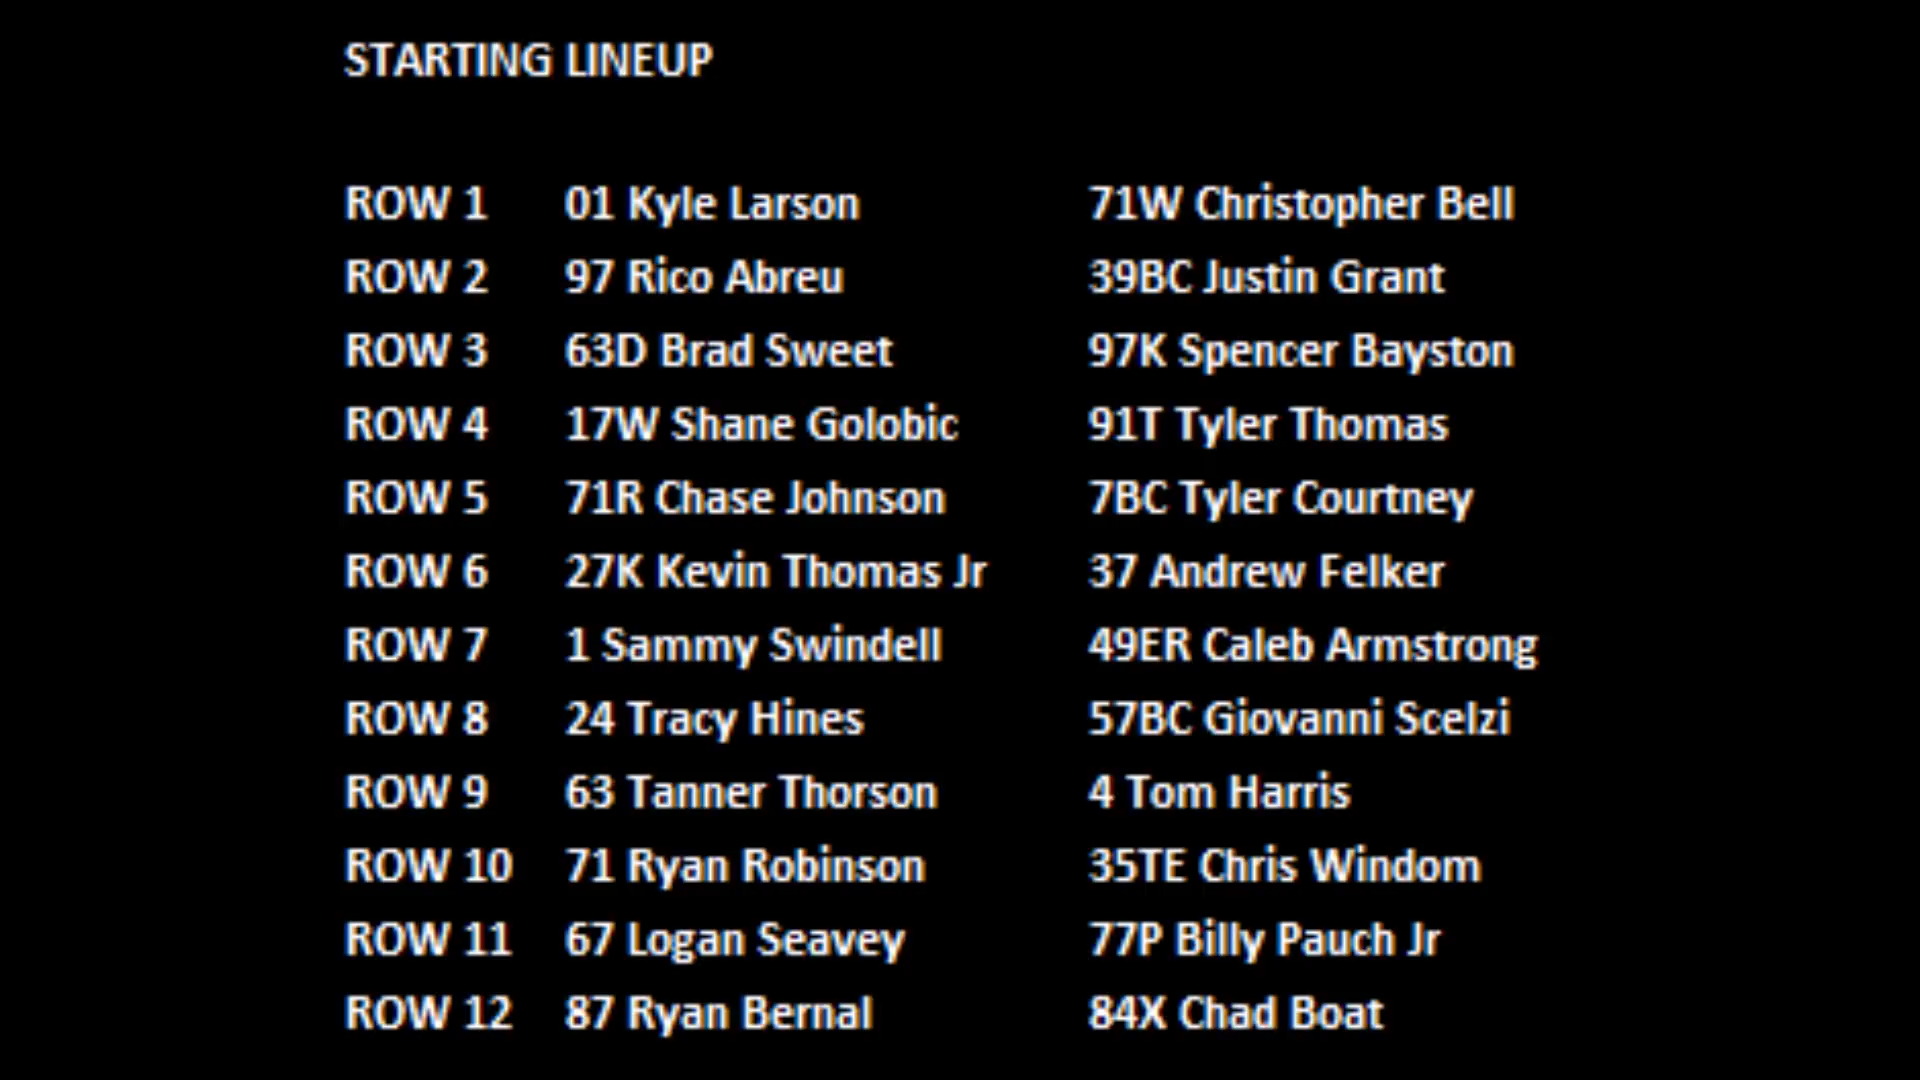 STARTING LINEUP
ROW 1 01 Kyle Larson 71W Christopher Bell
ROW 2 97 Rico Abreu 39BC Justin Grant
ROW 3 63D Brad Sweet 97K Spencer Bayston
ROW 4 17W Shane Golobic 91T Tyler Thomas
ROW 5 71R Chase Johnson 7BC Tyler Courtney
ROW 6 27K Kevin Thomas Jr 37 Andrew Felker
ROW 7 1 Sammy Swindell 49ER Caleb Armstrong
ROW 8 24 Tracy Hines 57BC Giovanni Scelzi
ROW 9 63 Tanner Thorson 4 Tom Harris
ROW 10 71 Ryan Robinson 35TE Chris Windom
ROW 11 67 Logan Seavey 77P Billy Pauch Jr
ROW 12 87 Ryan Bernal 84X Chad Boat